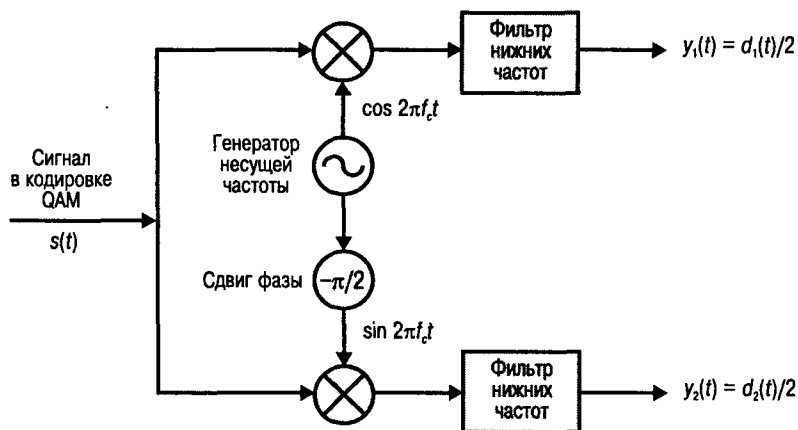 Фильтр
нижних
частот
y₁(t) = d₁(t)/2
cos 2πf꜀t
Генератор
несущей
частоты
Сигнал
в кодировке
QAM
s(t)
Сдвиг фазы
−π/2
sin 2πf꜀t
Фильтр
нижних
частот
y₂(t) = d₂(t)/2